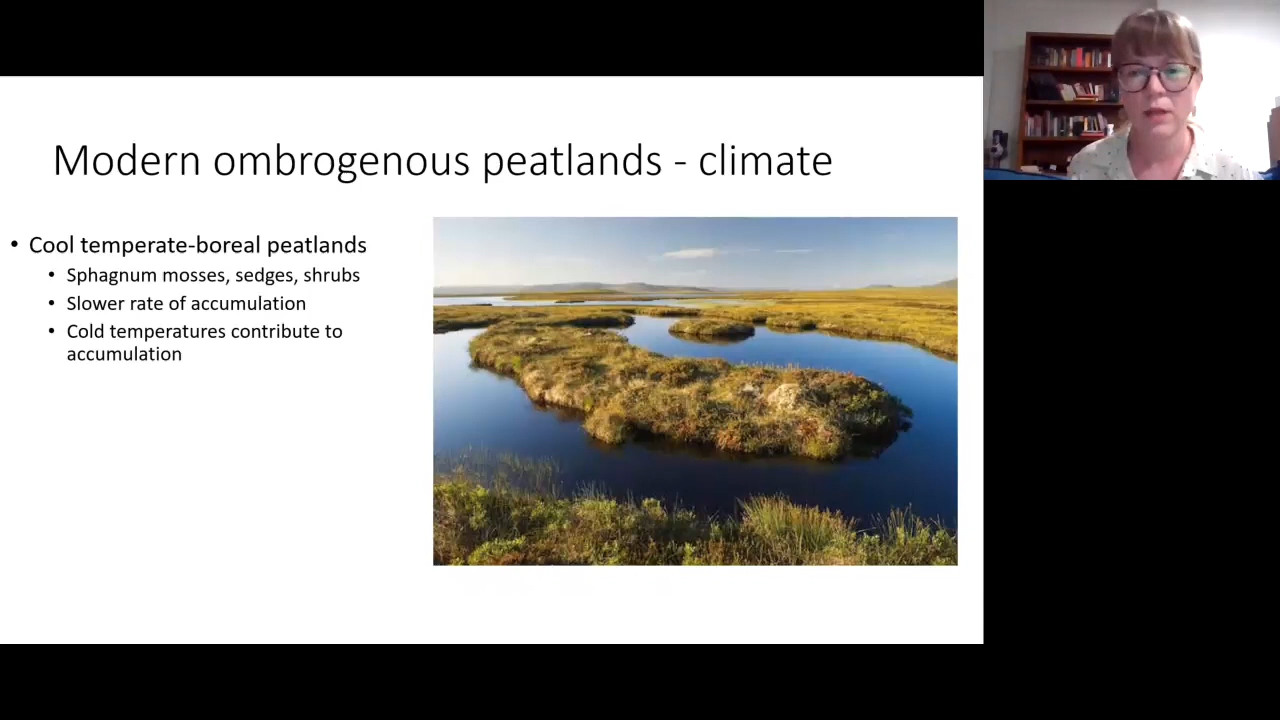 Modern ombrogenous peatlands - climate
• Cool temperate-boreal peatlands
• Sphagnum mosses, sedges, shrubs
• Slower rate of accumulation
• Cold temperatures contribute to
accumulation